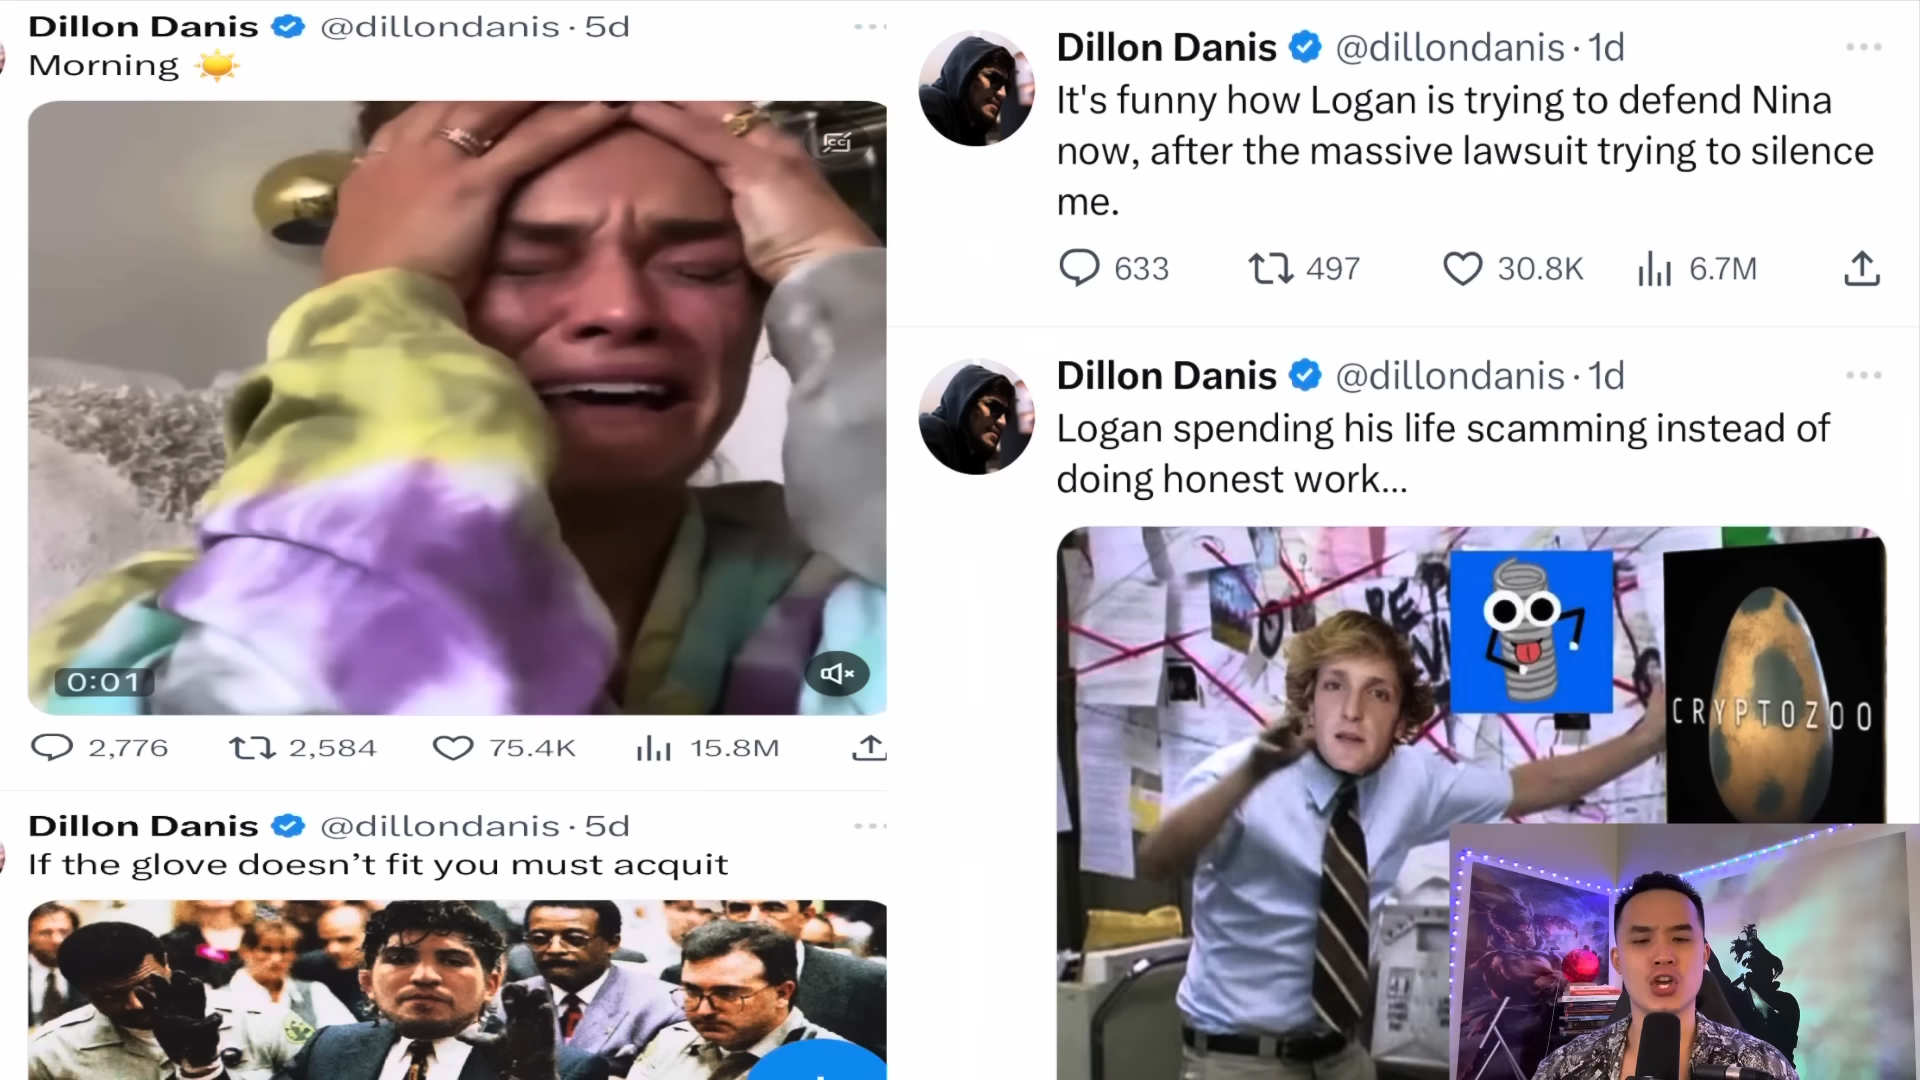 Dillon Danis @dillondanis · 5d
Morning
0:01
2,776 2,584 75.4K 15.8M
Dillon Danis @dillondanis · 5d
If the glove doesn’t fit you must acquit
Dillon Danis @dillondanis · 1d
It's funny how Logan is trying to defend Nina
now, after the massive lawsuit trying to silence
me.
633 497 30.8K 6.7M
Dillon Danis @dillondanis · 1d
Logan spending his life scamming instead of
doing honest work...
CRYPTOZOO